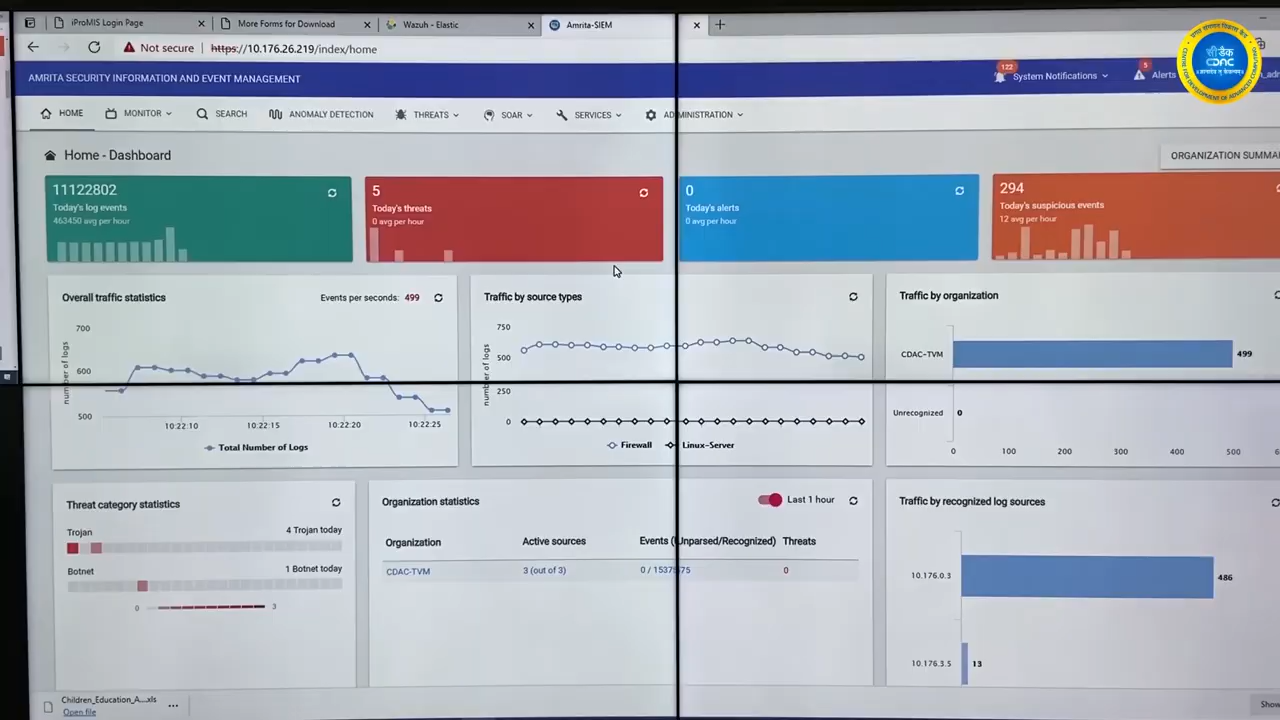 iProMIS Login Page
More Forms for Download
Wazuh - Elastic
Amrita-SIEM
Not secure
https://10.176.26.219/index/home
AMRITA SECURITY INFORMATION AND EVENT MANAGEMENT
122
System Notifications
5
Alerts
सी डैक
CDAC
HOME
MONITOR
SEARCH
ANOMALY DETECTION
THREATS
SOAR
SERVICES
ADMINISTRATION
Home - Dashboard
ORGANIZATION SUMMA
11122802
Today's log events
463450 avg per hour
5
Today's threats
0 avg per hour
0
Today's alerts
0 avg per hour
294
Today's suspicious events
12 avg per hour
Overall traffic statistics
Events per seconds: 499
700
600
500
number of logs
10:22:10 10:22:15 10:22:20 10:22:25
Total Number of Logs
Traffic by source types
750
500
250
0
number of logs
Firewall Linux-Server
Traffic by organization
CDAC-TVM 499
Unrecognized 0
0 100 200 300 400 500
Threat category statistics
Trojan 4 Trojan today
Botnet 1 Botnet today
0 3
Organization statistics
Last 1 hour
Organization Active sources Events (Unparsed/Recognized) Threats
CDAC-TVM 3 (out of 3) 0 / 0
Traffic by recognized log sources
10.176.0.3 486
10.176.3.5 13
Children_Education_A....xls
Open file
Show